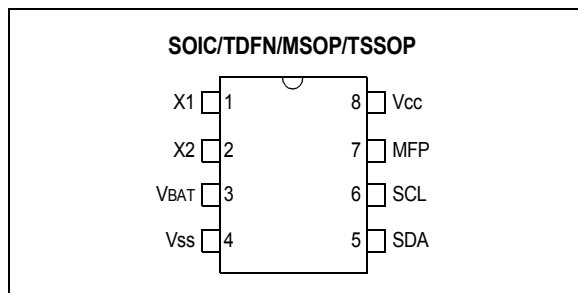 SOIC/TDFN/MSOP/TSSOP
X1 1 8 Vcc
X2 2 7 MFP
VBAT 3 6 SCL
Vss 4 5 SDA